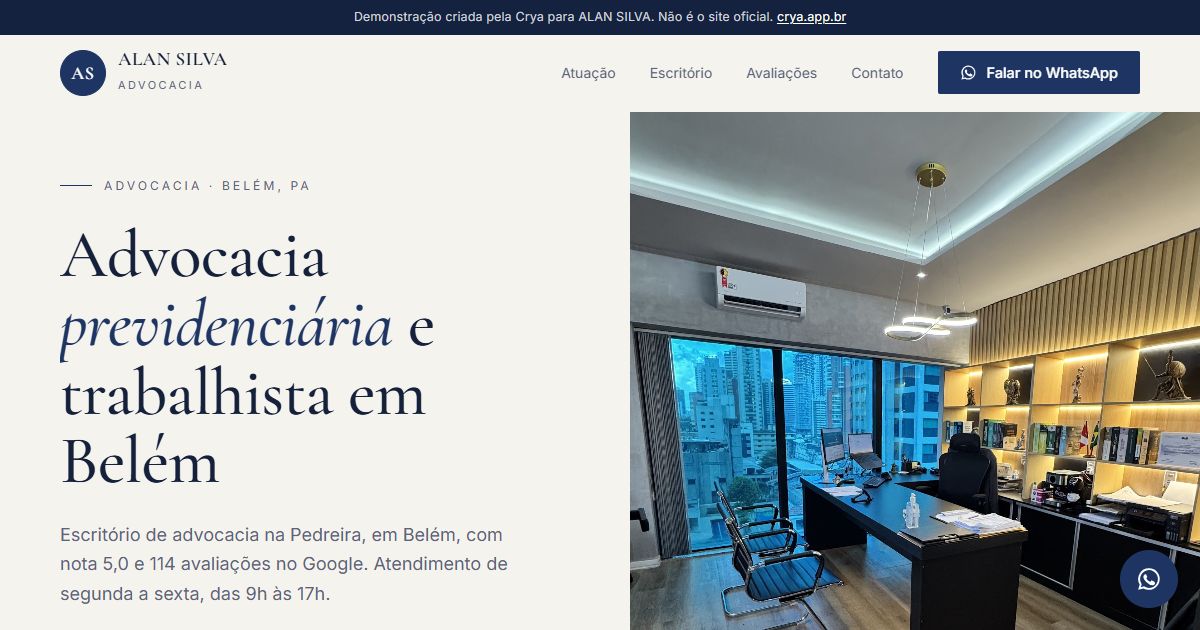 Demonstração criada pela Crya para ALAN SILVA. Não é o site oficial. crya.app.br
AS
ALAN SILVA
ADVOCACIA
Atuação
Escritório
Avaliações
Contato
Falar no WhatsApp
ADVOCACIA · BELÉM, PA
Advocacia
previdenciária e
trabalhista em
Belém
Escritório de advocacia na Pedreira, em Belém, com
nota 5,0 e 114 avaliações no Google. Atendimento de
segunda a sexta, das 9h às 17h.